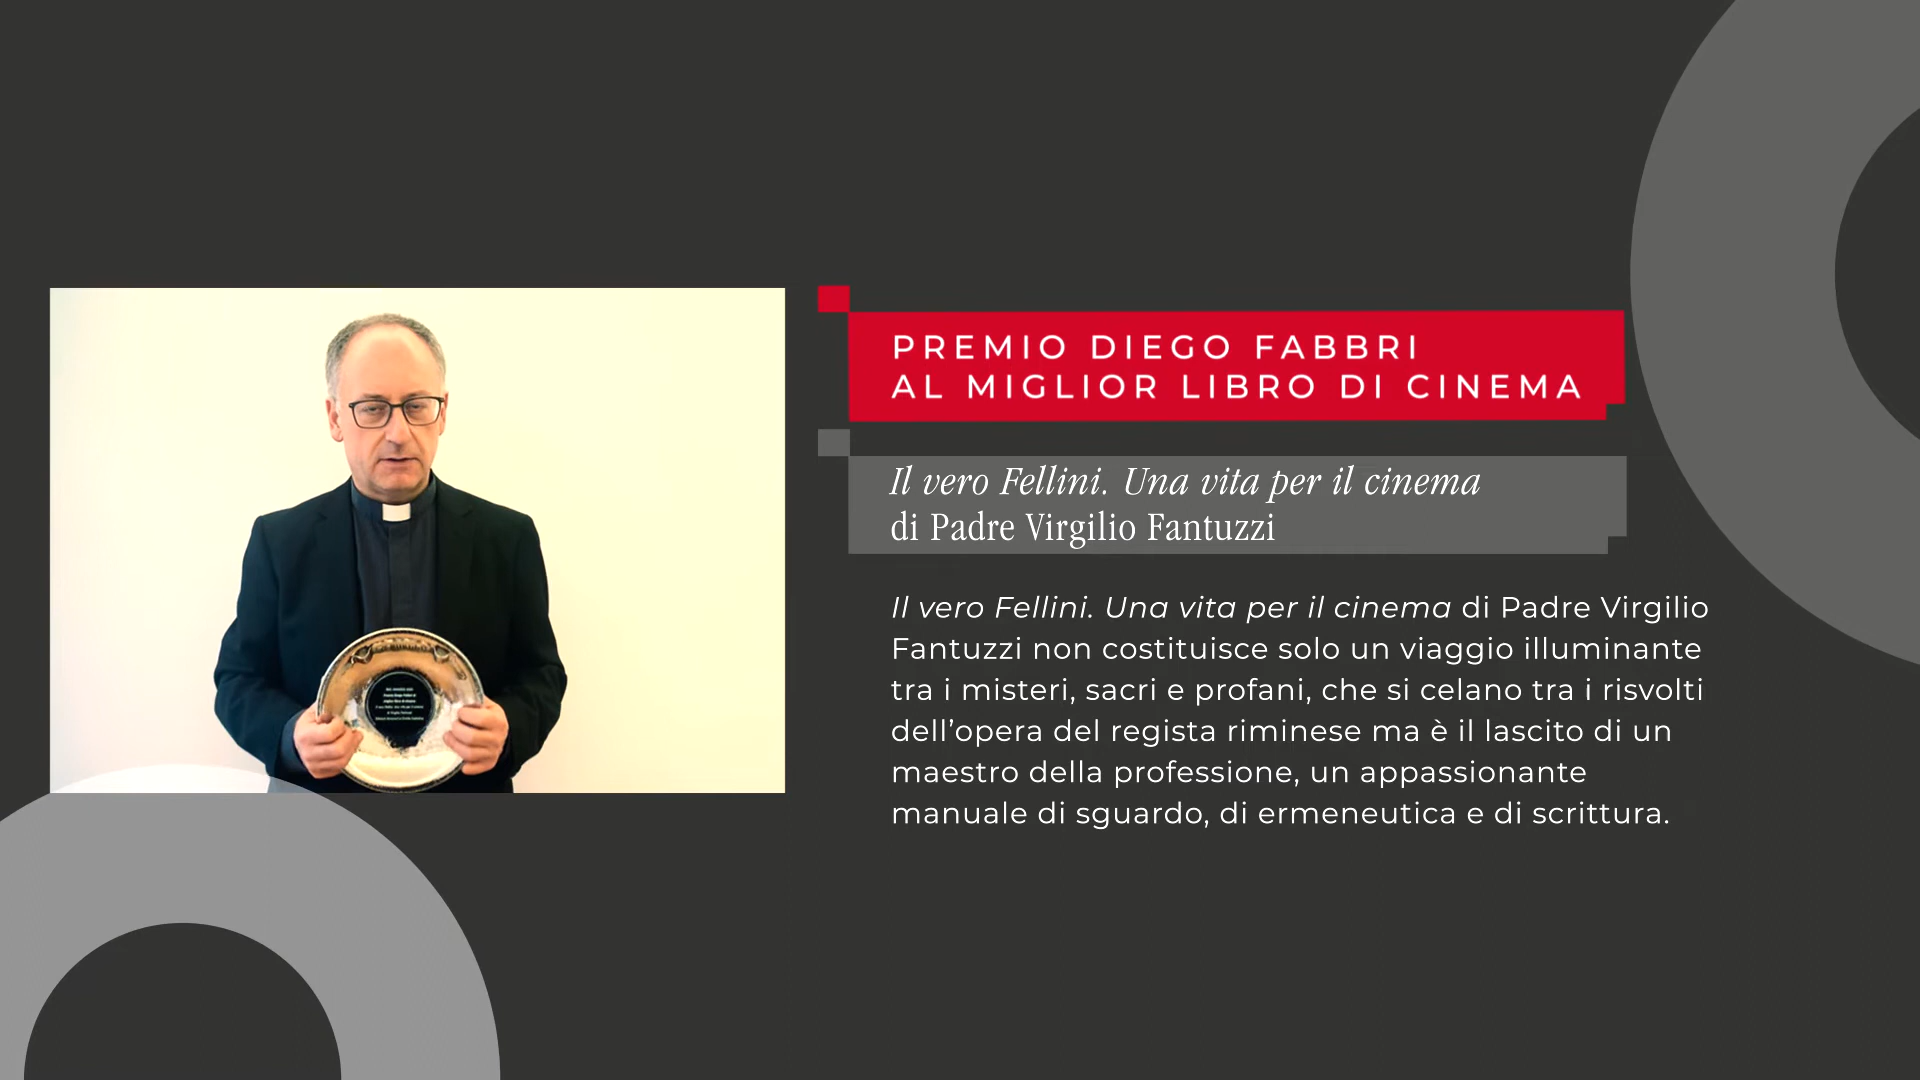 PREMIO DIEGO FABBRI
AL MIGLIOR LIBRO DI CINEMA
Il vero Fellini. Una vita per il cinema
di Padre Virgilio Fantuzzi
Il vero Fellini. Una vita per il cinema di Padre Virgilio
Fantuzzi non costituisce solo un viaggio illuminante
tra i misteri, sacri e profani, che si celano tra i risvolti
dell’opera del regista riminese ma è il lascito di un
maestro della professione, un appassionante
manuale di sguardo, di ermeneutica e di scrittura.